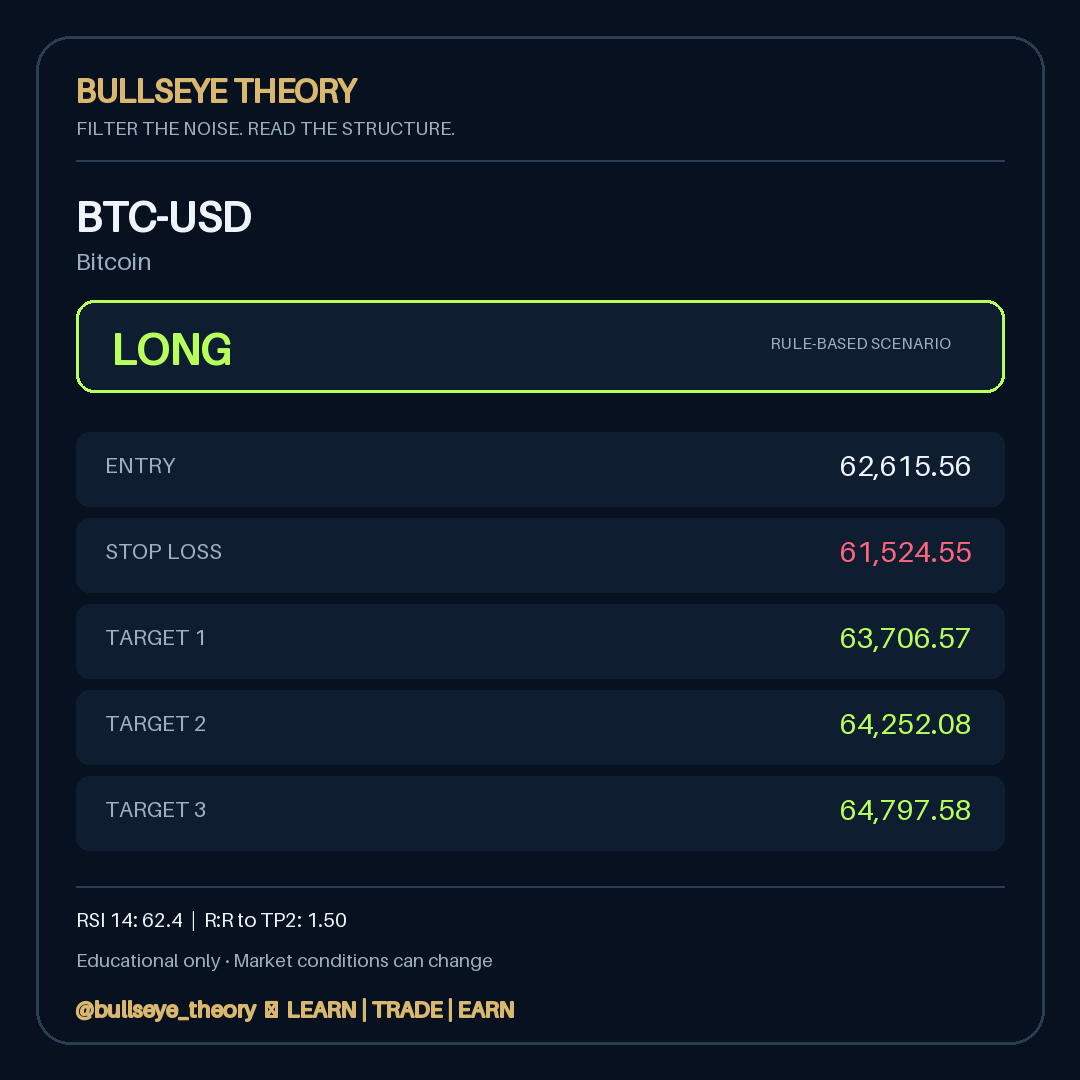 BULLSEYE THEORY
FILTER THE NOISE. READ THE STRUCTURE.
BTC-USD
Bitcoin
LONG RULE-BASED SCENARIO
ENTRY 62,615.56
STOP LOSS 61,524.55
TARGET 1 63,706.57
TARGET 2 64,252.08
TARGET 3 64,797.58
RSI 14: 62.4 | R:R to TP2: 1.50
Educational only · Market conditions can change
@bullseye_theory LEARN | TRADE | EARN